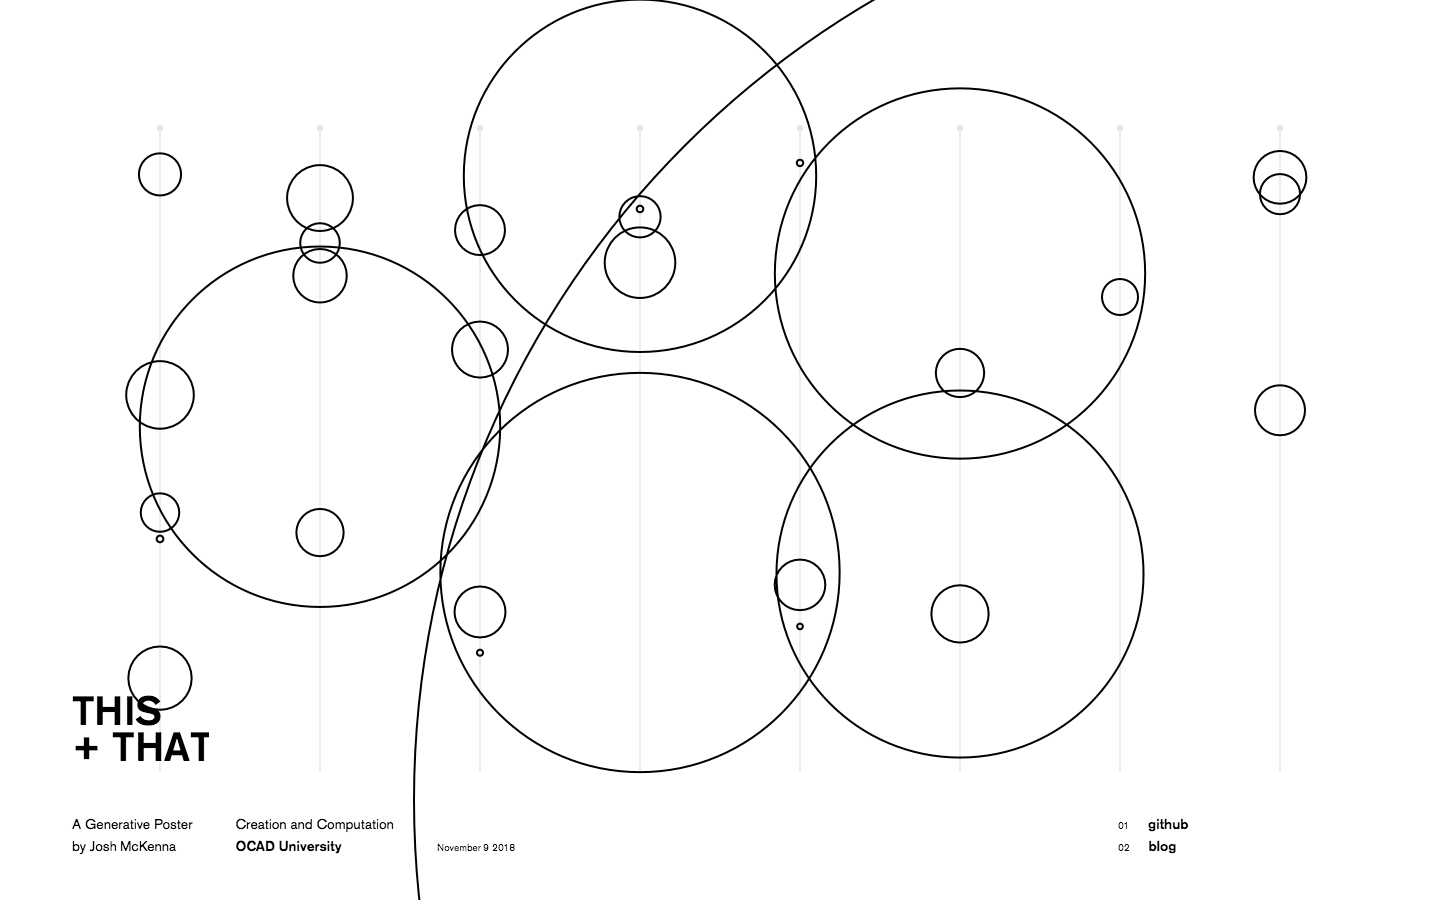 THIS
+ THAT
A Generative Poster
by Josh McKenna
Creation and Computation
OCAD University
November 9 2018
01 github
02 blog